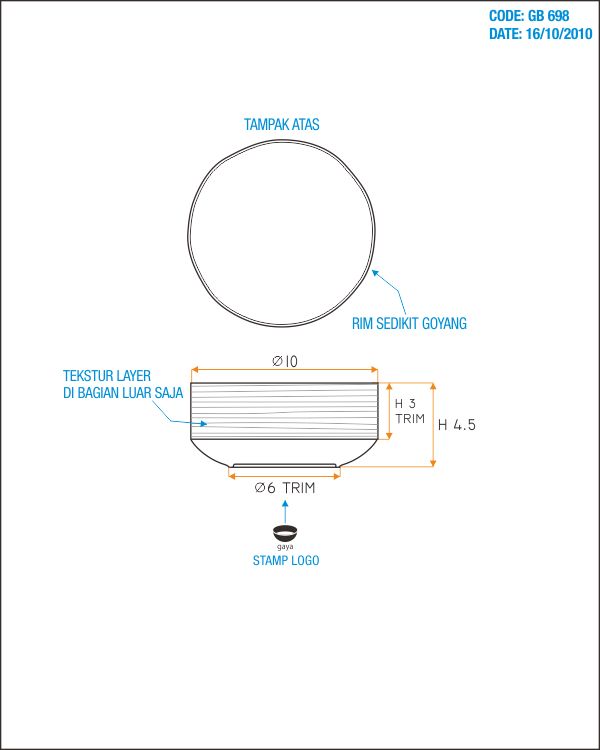 CODE: GB 698
DATE: 16/10/2010
TAMPAK ATAS
RIM SEDIKIT GOYANG
Ø10
TEKSTUR LAYER
DI BAGIAN LUAR SAJA
H 3
TRIM
H 4.5
Ø6 TRIM
gaya
STAMP LOGO